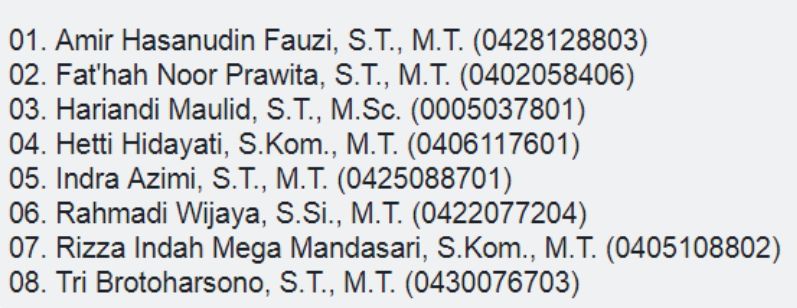 01. Amir Hasanudin Fauzi, S.T., M.T. (0428128803)
02. Fat'hah Noor Prawita, S.T., M.T. (0402058406)
03. Hariandi Maulid, S.T., M.Sc. (0005037801)
04. Hetti Hidayati, S.Kom., M.T. (0406117601)
05. Indra Azimi, S.T., M.T. (0425088701)
06. Rahmadi Wijaya, S.Si., M.T. (0422077204)
07. Rizza Indah Mega Mandasari, S.Kom., M.T. (0405108802)
08. Tri Brotoharsono, S.T., M.T. (0430076703)